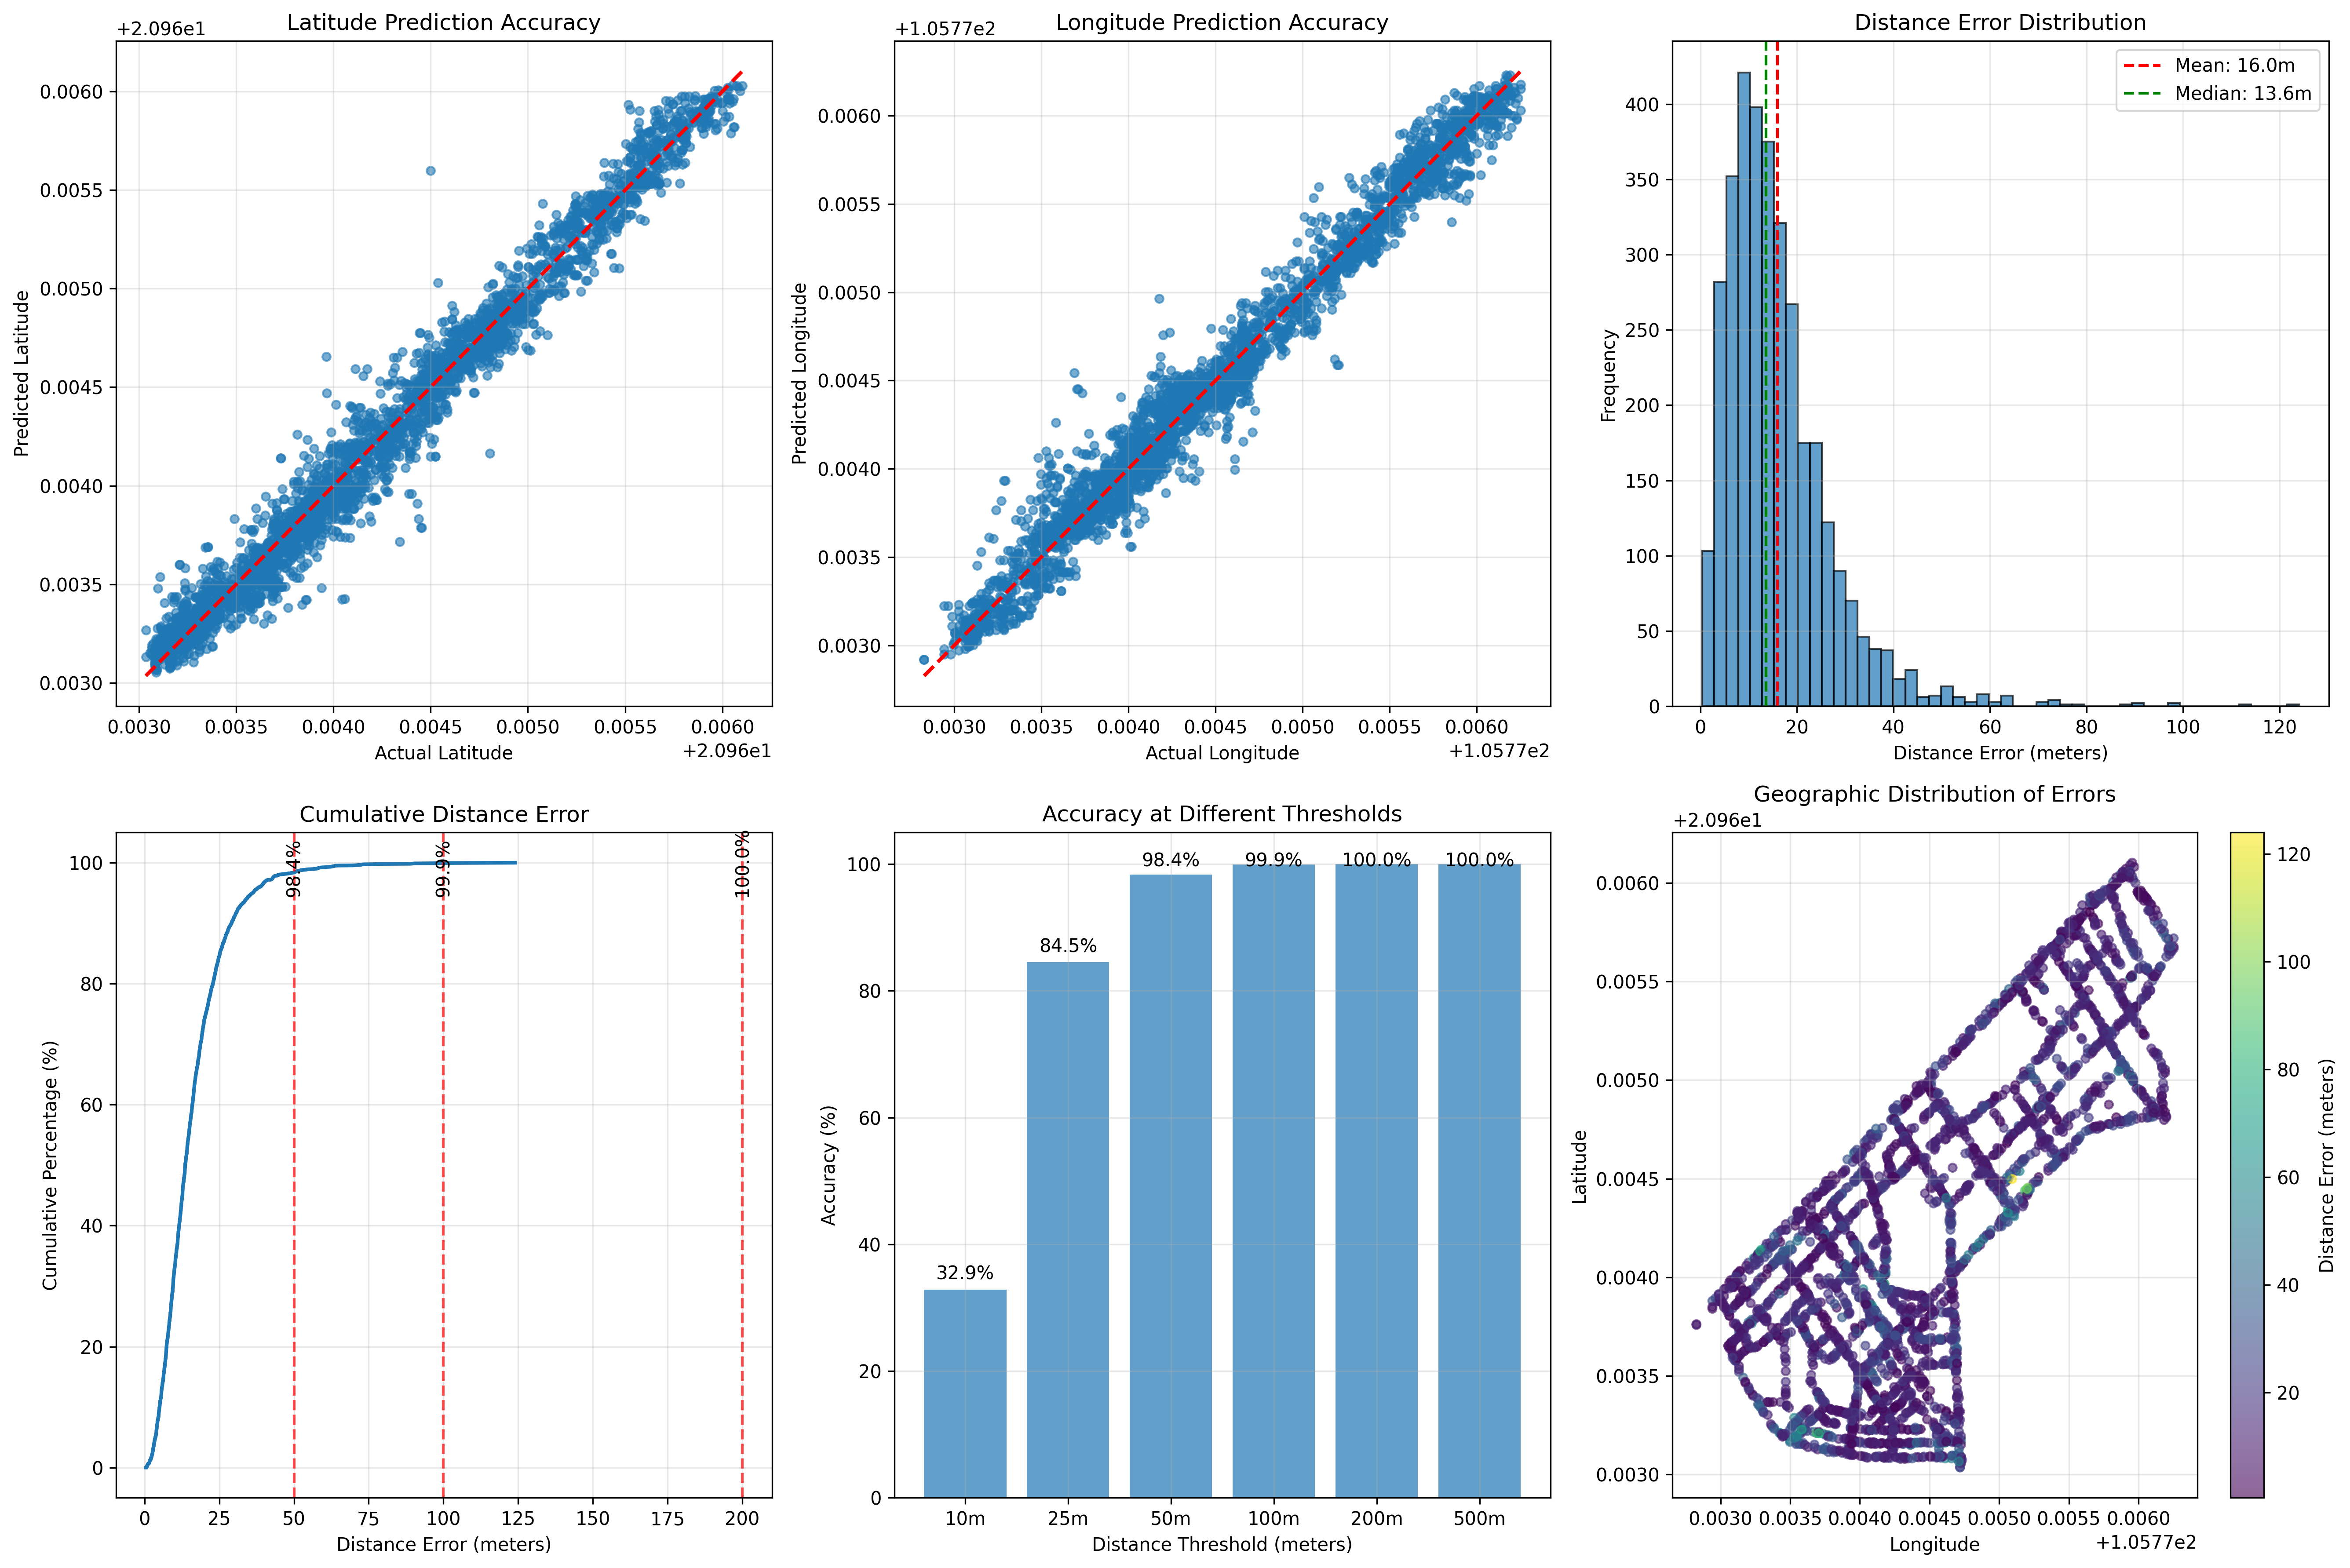 Latitude Prediction Accuracy
+2.096e1
0.0060
0.0055
0.0050
0.0045
0.0040
0.0035
0.0030
Predicted Latitude
0.0030 0.0035 0.0040 0.0045 0.0050 0.0055 0.0060
Actual Latitude
+2.096e1
Longitude Prediction Accuracy
+1.0577e2
0.0060
0.0055
0.0050
0.0045
0.0040
0.0035
0.0030
Predicted Longitude
0.0030 0.0035 0.0040 0.0045 0.0050 0.0055 0.0060
Actual Longitude
+1.0577e2
Distance Error Distribution
Mean: 16.0m
Median: 13.6m
400
350
300
250
200
150
100
50
0
Frequency
0 20 40 60 80 100 120
Distance Error (meters)
Cumulative Distance Error
98.4%
99.9%
100.0%
100
80
60
40
20
0
Cumulative Percentage (%)
0 25 50 75 100 125 150 175 200
Distance Error (meters)
Accuracy at Different Thresholds
32.9%
84.5%
98.4%
99.9%
100.0%
100.0%
100
80
60
40
20
0
Accuracy (%)
10m 25m 50m 100m 200m 500m
Distance Threshold (meters)
Geographic Distribution of Errors
+2.096e1
0.0060
0.0055
0.0050
0.0045
0.0040
0.0035
0.0030
Latitude
0.0030 0.0035 0.0040 0.0045 0.0050 0.0055 0.0060
Longitude
+1.0577e2
120
100
80
60
40
20
Distance Error (meters)